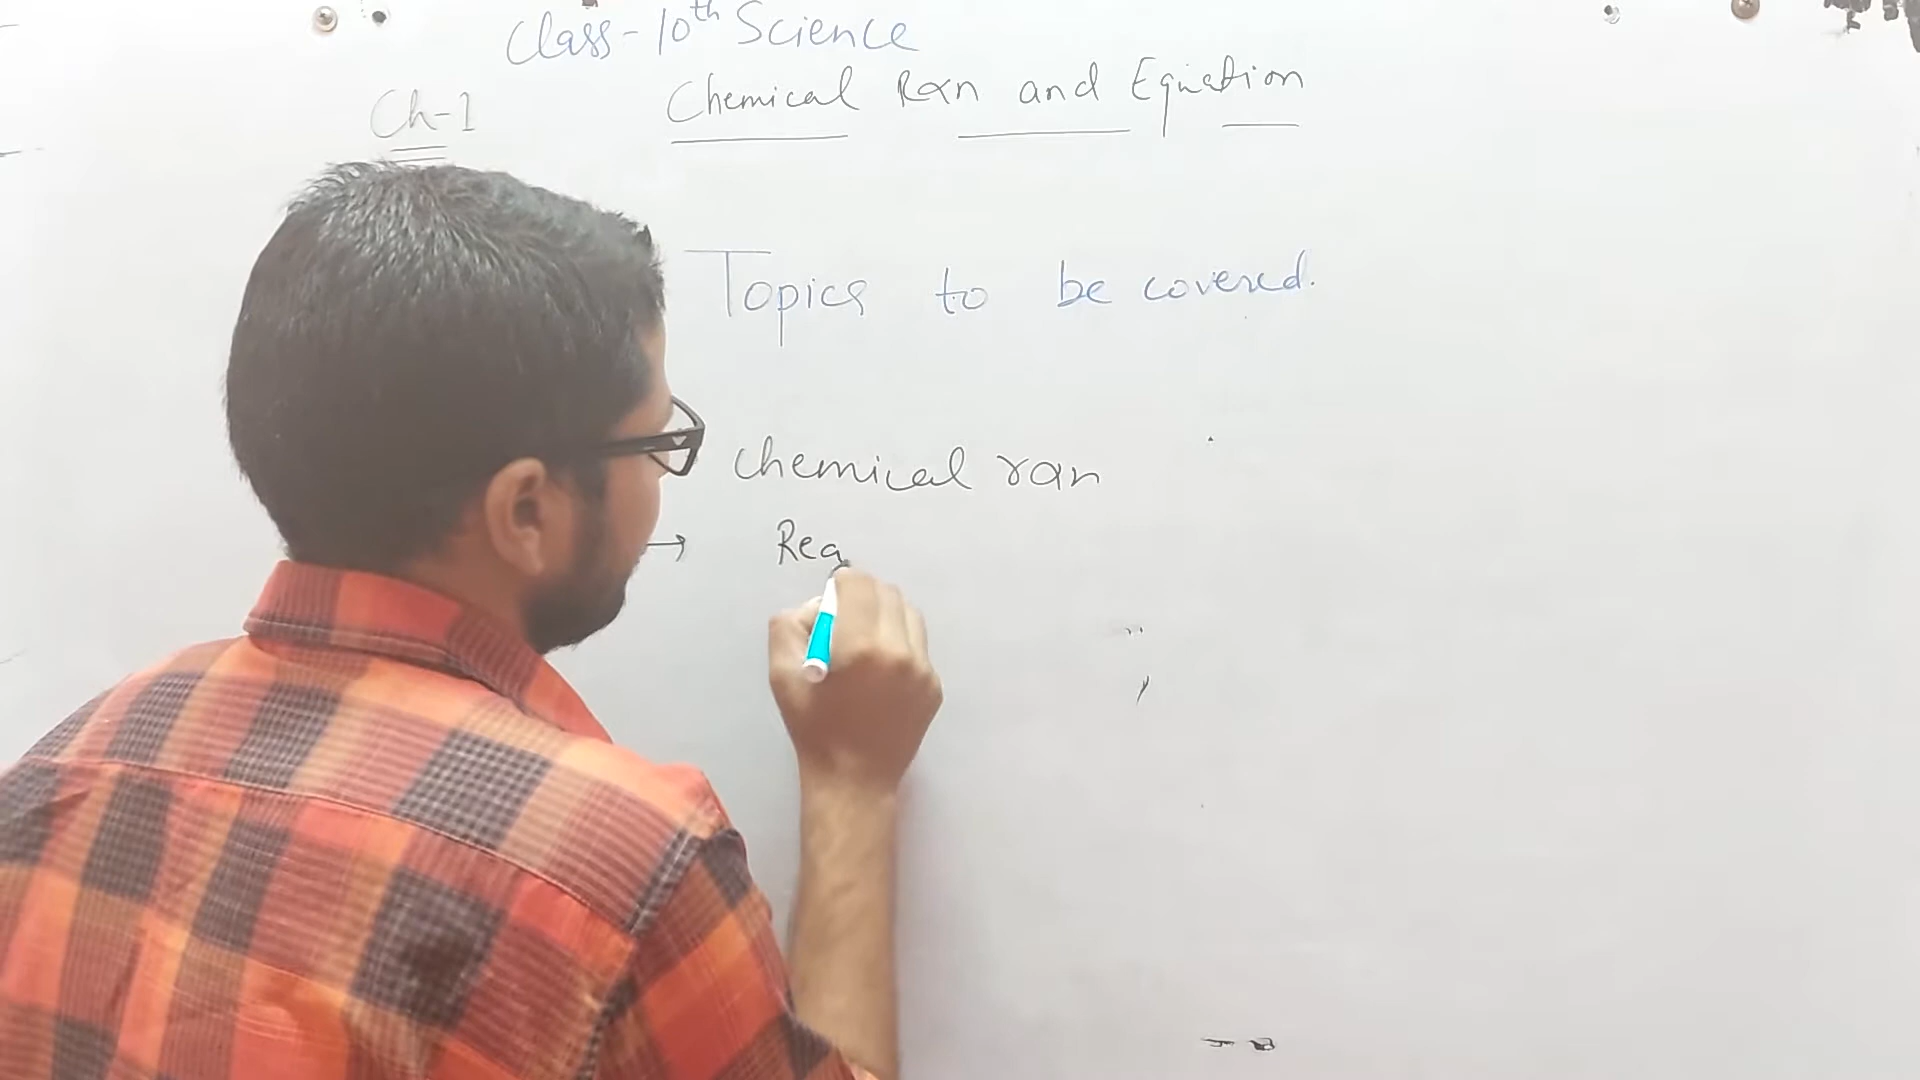 Class-10th Science
Ch-1 Chemical Rxn and Equation
Topics to be covered.
Chemical rxn
→ Rea